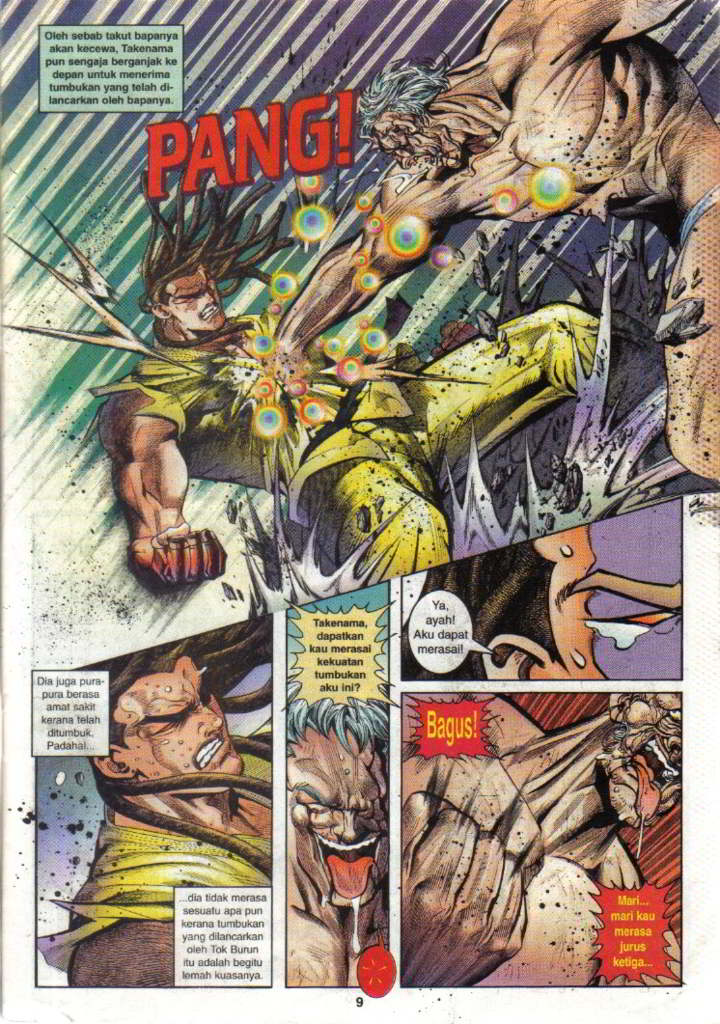 Oleh sebab takut bapanya
akan kecewa, Takenama
pun sengaja berganjak ke
depan untuk menerima
tumbukan yang telah di-
lancarkan oleh bapanya.
PANG!
Dia juga pura-
pura berasa
amat sakit
kerana telah
ditumbuk.
Padahal...
...dia tidak merasa
sesuatu apa pun
kerana tumbukan
yang dilancarkan
oleh Tok Burun
itu adalah begitu
lemah kuasanya.
Takenama,
dapatkan
kau merasai
kekuatan
tumbukan
aku ini?
Ya,
ayah!
Aku dapat
merasai!
Bagus!
Mari...
mari kau
merasa
jurus
ketiga...
9